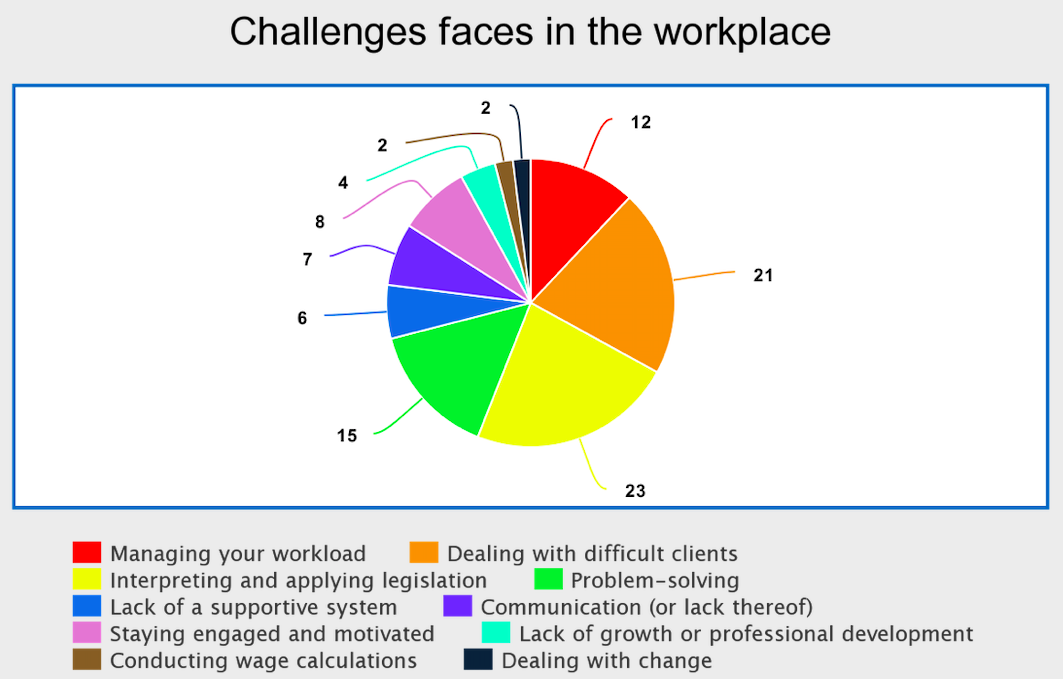 Challenges faces in the workplace
2
12
2
4
8
7
21
6
15
23
Managing your workload Dealing with difficult clients
Interpreting and applying legislation Problem-solving
Lack of a supportive system Communication (or lack thereof)
Staying engaged and motivated Lack of growth or professional development
Conducting wage calculations Dealing with change